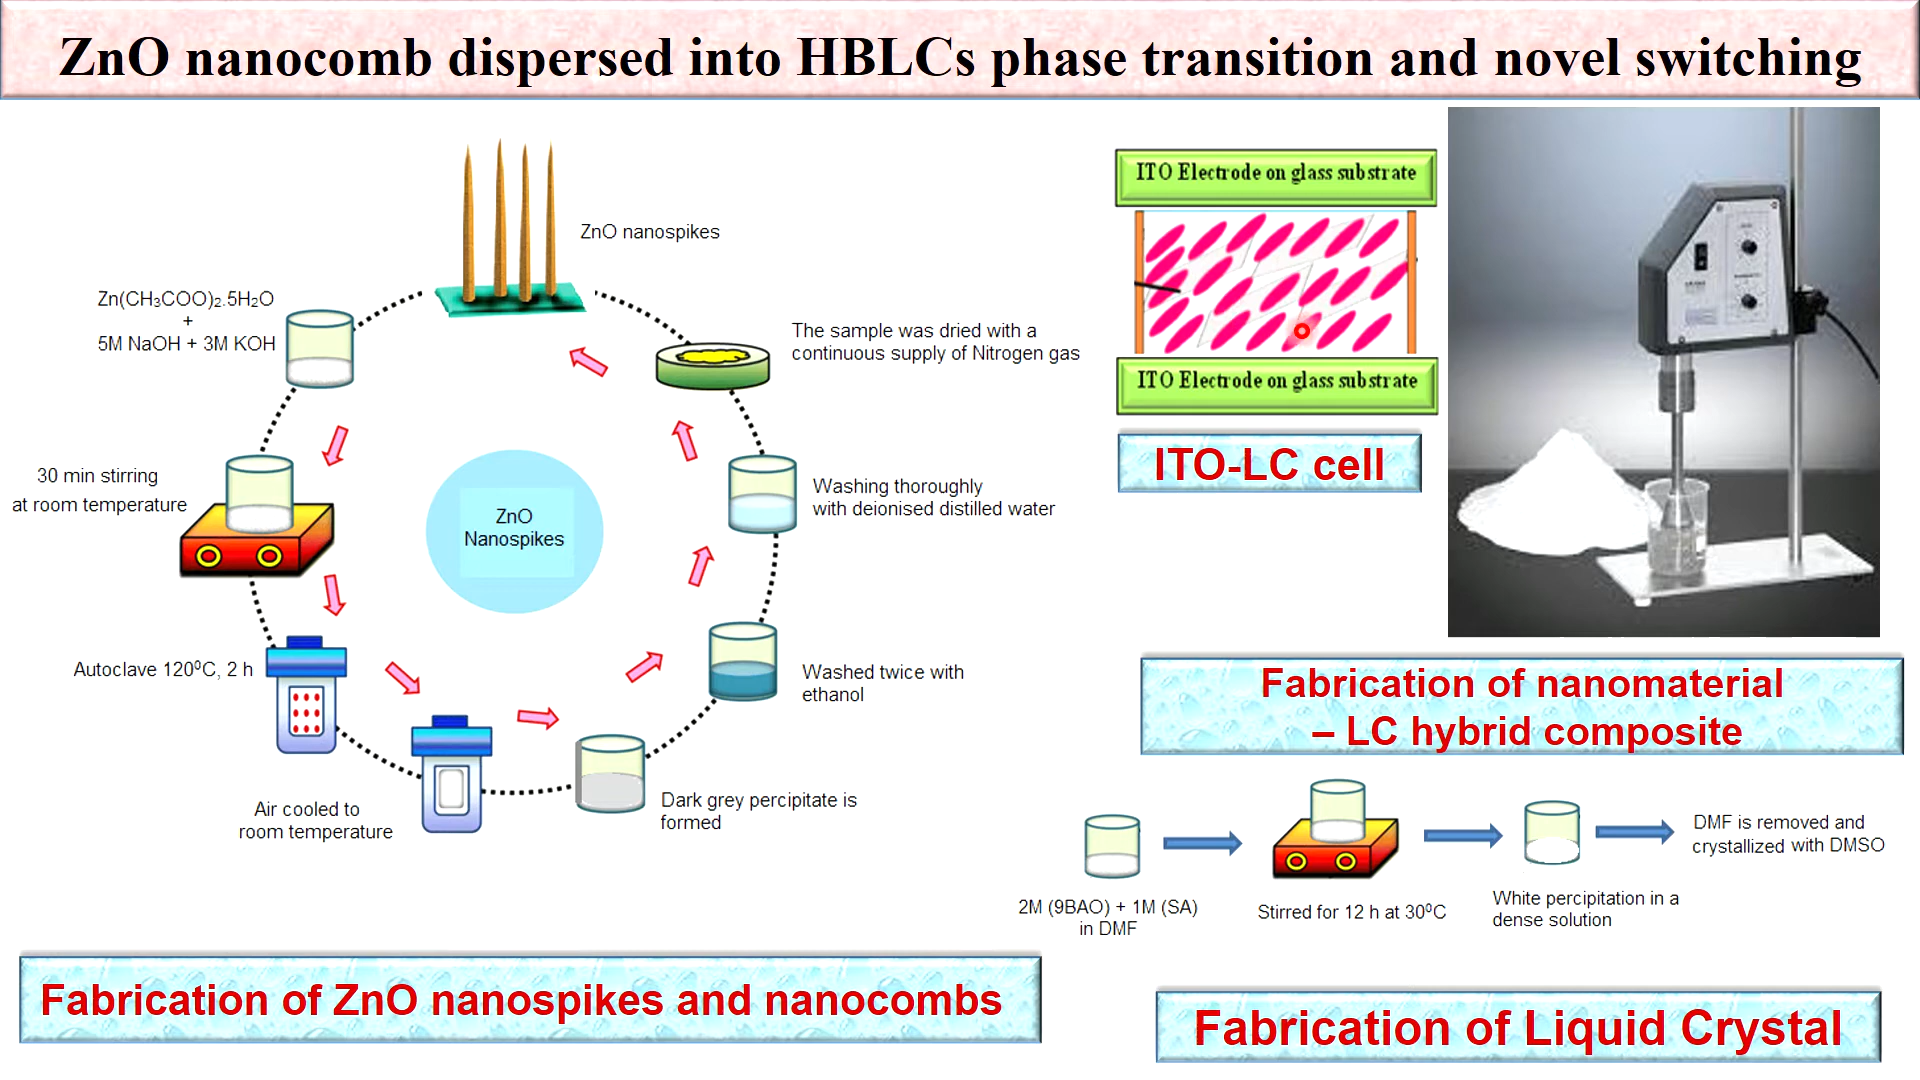 ZnO nanocomb dispersed into HBLCs phase transition and novel switching
ZnO nanospikes
Zn(CH₃COO)₂.5H₂O
+
5M NaOH + 3M KOH
30 min stirring
at room temperature
Autoclave 120⁰C, 2 h
Air cooled to
room temperature
Dark grey percipitate is
formed
Washed twice with
ethanol
Washing thoroughly
with deionised distilled water
The sample was dried with a
continuous supply of Nitrogen gas
ZnO
Nanospikes
Fabrication of ZnO nanospikes and nanocombs
ITO Electrode on glass substrate
ITO Electrode on glass substrate
ITO-LC cell
Fabrication of nanomaterial
– LC hybrid composite
2M (9BAO) + 1M (SA)
in DMF
Stirred for 12 h at 30⁰C
White percipitation in a
dense solution
DMF is removed and
crystallized with DMSO
Fabrication of Liquid Crystal